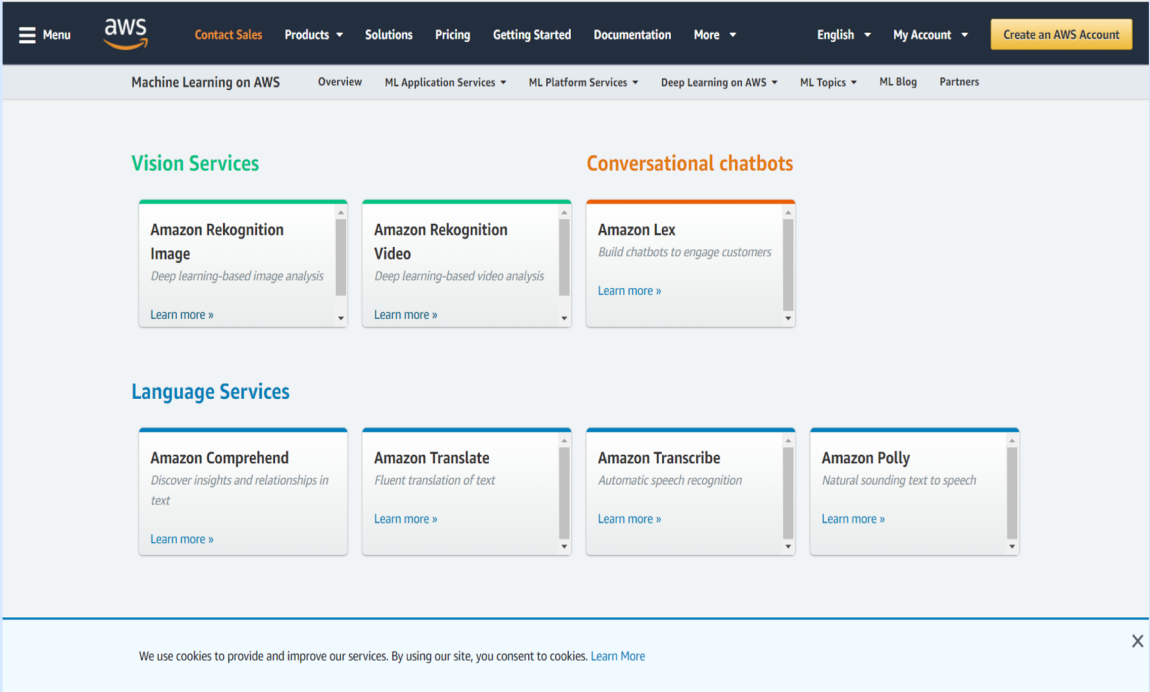 Menu aws Contact Sales Products Solutions Pricing Getting Started Documentation More English My Account Create an AWS Account
Machine Learning on AWS Overview ML Application Services ML Platform Services Deep Learning on AWS ML Topics ML Blog Partners
Vision Services
Amazon Rekognition
Image
Deep learning-based image analysis
Learn more »
Amazon Rekognition
Video
Deep learning-based video analysis
Learn more »
Conversational chatbots
Amazon Lex
Build chatbots to engage customers
Learn more »
Language Services
Amazon Comprehend
Discover insights and relationships in
text
Learn more »
Amazon Translate
Fluent translation of text
Learn more »
Amazon Transcribe
Automatic speech recognition
Learn more »
Amazon Polly
Natural sounding text to speech
Learn more »
We use cookies to provide and improve our services. By using our site, you consent to cookies. Learn More